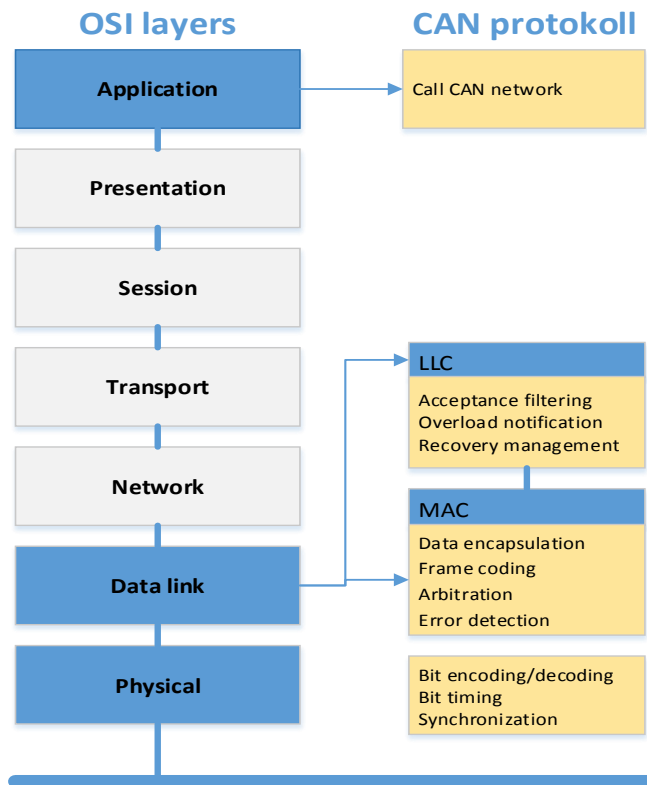 OSI layers
CAN protokoll
Application
Call CAN network
Presentation
Session
Transport
LLC
Acceptance filtering
Overload notification
Recovery management
Network
MAC
Data encapsulation
Frame coding
Arbitration
Error detection
Data link
Physical
Bit encoding/decoding
Bit timing
Synchronization